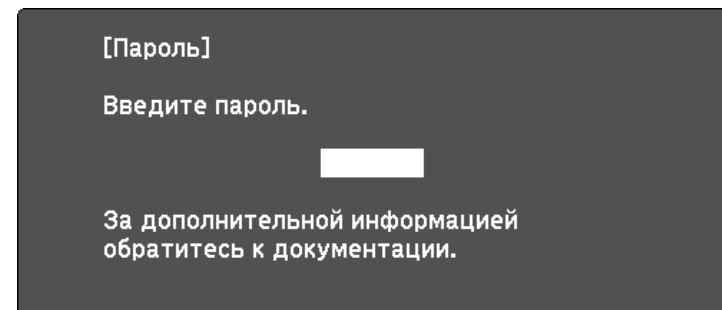 [Пароль]
Введите пароль.
За дополнительной информацией
обратитесь к документации.